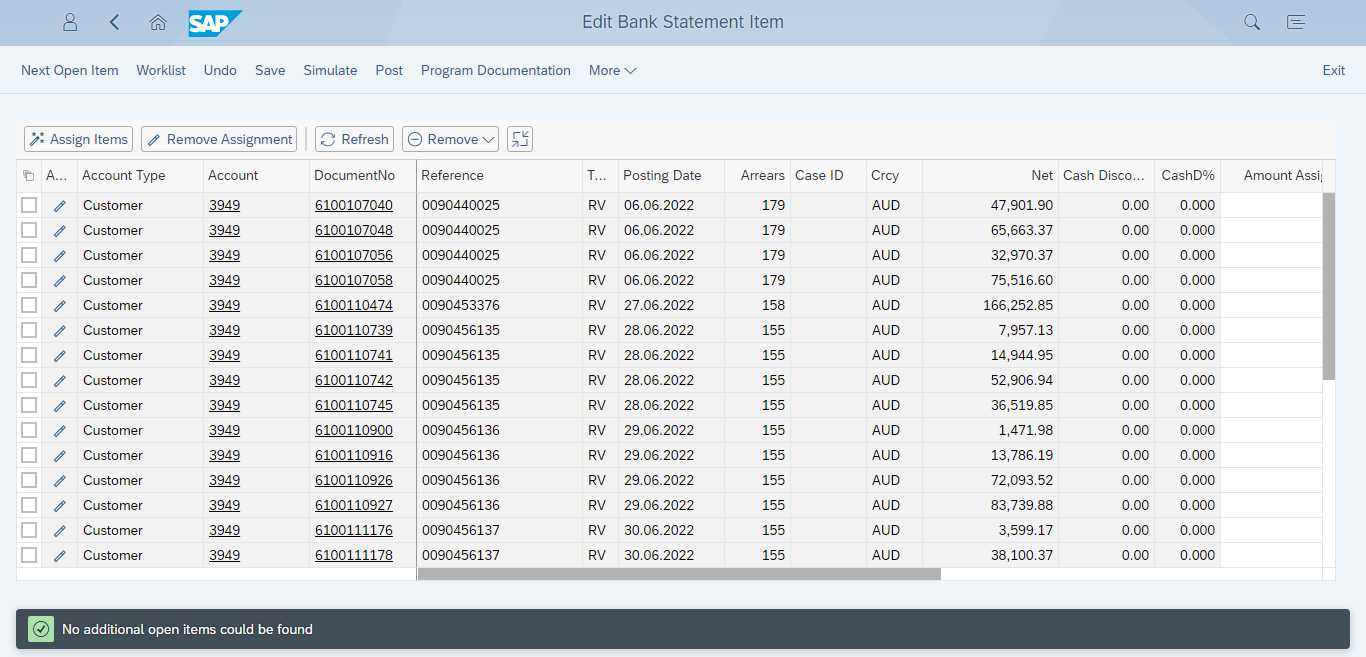 SAP Edit Bank Statement Item
Next Open Item Worklist Undo Save Simulate Post Program Documentation More Exit
Assign Items Remove Assignment Refresh Remove
A... Account Type Account DocumentNo Reference T... Posting Date Arrears Case ID Crcy Net Cash Disco... CashD% Amount Assi
Customer 3949 6100107040 0090440025 RV 06.06.2022 179 AUD 47,901.90 0.00 0.000
Customer 3949 6100107048 0090440025 RV 06.06.2022 179 AUD 65,663.37 0.00 0.000
Customer 3949 6100107056 0090440025 RV 06.06.2022 179 AUD 32,970.37 0.00 0.000
Customer 3949 6100107058 0090440025 RV 06.06.2022 179 AUD 75,516.60 0.00 0.000
Customer 3949 6100110474 0090453376 RV 27.06.2022 158 AUD 166,252.85 0.00 0.000
Customer 3949 6100110739 0090456135 RV 28.06.2022 155 AUD 7,957.13 0.00 0.000
Customer 3949 6100110741 0090456135 RV 28.06.2022 155 AUD 14,944.95 0.00 0.000
Customer 3949 6100110742 0090456135 RV 28.06.2022 155 AUD 52,906.94 0.00 0.000
Customer 3949 6100110745 0090456135 RV 28.06.2022 155 AUD 36,519.85 0.00 0.000
Customer 3949 6100110900 0090456136 RV 29.06.2022 155 AUD 1,471.98 0.00 0.000
Customer 3949 6100110916 0090456136 RV 29.06.2022 155 AUD 13,786.19 0.00 0.000
Customer 3949 6100110926 0090456136 RV 29.06.2022 155 AUD 72,093.52 0.00 0.000
Customer 3949 6100110927 0090456136 RV 29.06.2022 155 AUD 83,739.88 0.00 0.000
Customer 3949 6100111176 0090456137 RV 30.06.2022 155 AUD 3,599.17 0.00 0.000
Customer 3949 6100111178 0090456137 RV 30.06.2022 155 AUD 38,100.37 0.00 0.000
No additional open items could be found